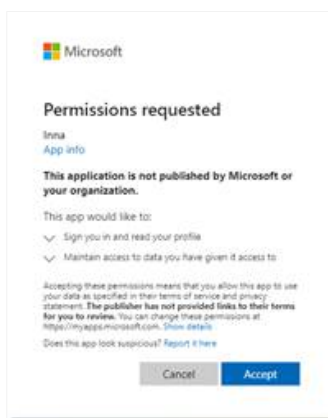 Microsoft
Permissions requested
Inna
App info
This application is not published by Microsoft or
your organization.
This app would like to:
Sign you in and read your profile
Maintain access to data you have given it access to
Accepting these permissions means that you allow this app to use
your data as specified in their terms of service and privacy
statement. The publisher has not provided links to their terms
for you to review. You can change these permissions at
https://myapps.microsoft.com. Show details
Does this app look suspicious? Report it here
Cancel Accept